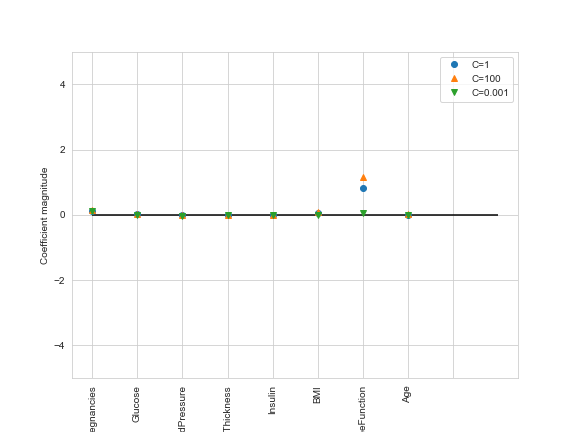 C=1
C=100
C=0.001
Coefficient magnitude
4
2
0
−2
−4
egnancies
Glucose
dPressure
Thickness
Insulin
BMI
eFunction
Age